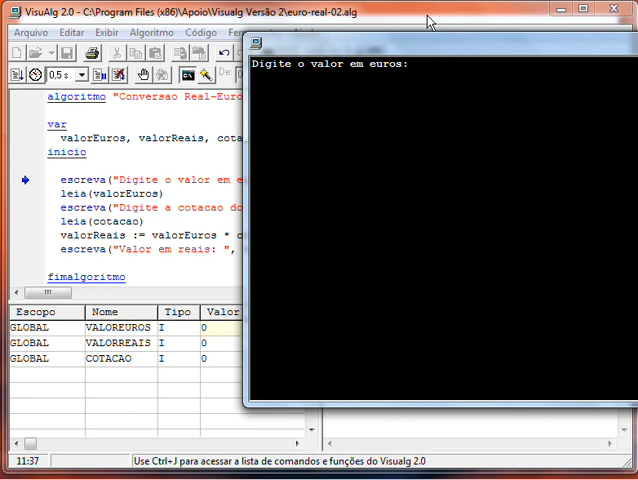 VisuAlg 2.0 - C:\Program Files (x86)\Apoio\Visualg Versão 2\euro-real-02.alg
Arquivo Editar Exibir Algoritmo Código
0,5 s
De:
Digite o valor em euros:
algoritmo "Conversao Real-Euro
var
valorEuros, valorReais, cota
inicio
escreva("Digite o valor em e
leia(valorEuros)
escreva("Digite a cotacao do
leia(cotacao)
valorReais := valorEuros * c
escreva("Valor em reais: ",
fimalgoritmo
Escopo Nome Tipo Valor
GLOBAL VALOREUROS I 0
GLOBAL VALORREAIS I 0
GLOBAL COTACAO I 0
11:37 Use Ctrl+J para acessar a lista de comandos e funções do Visualg 2.0